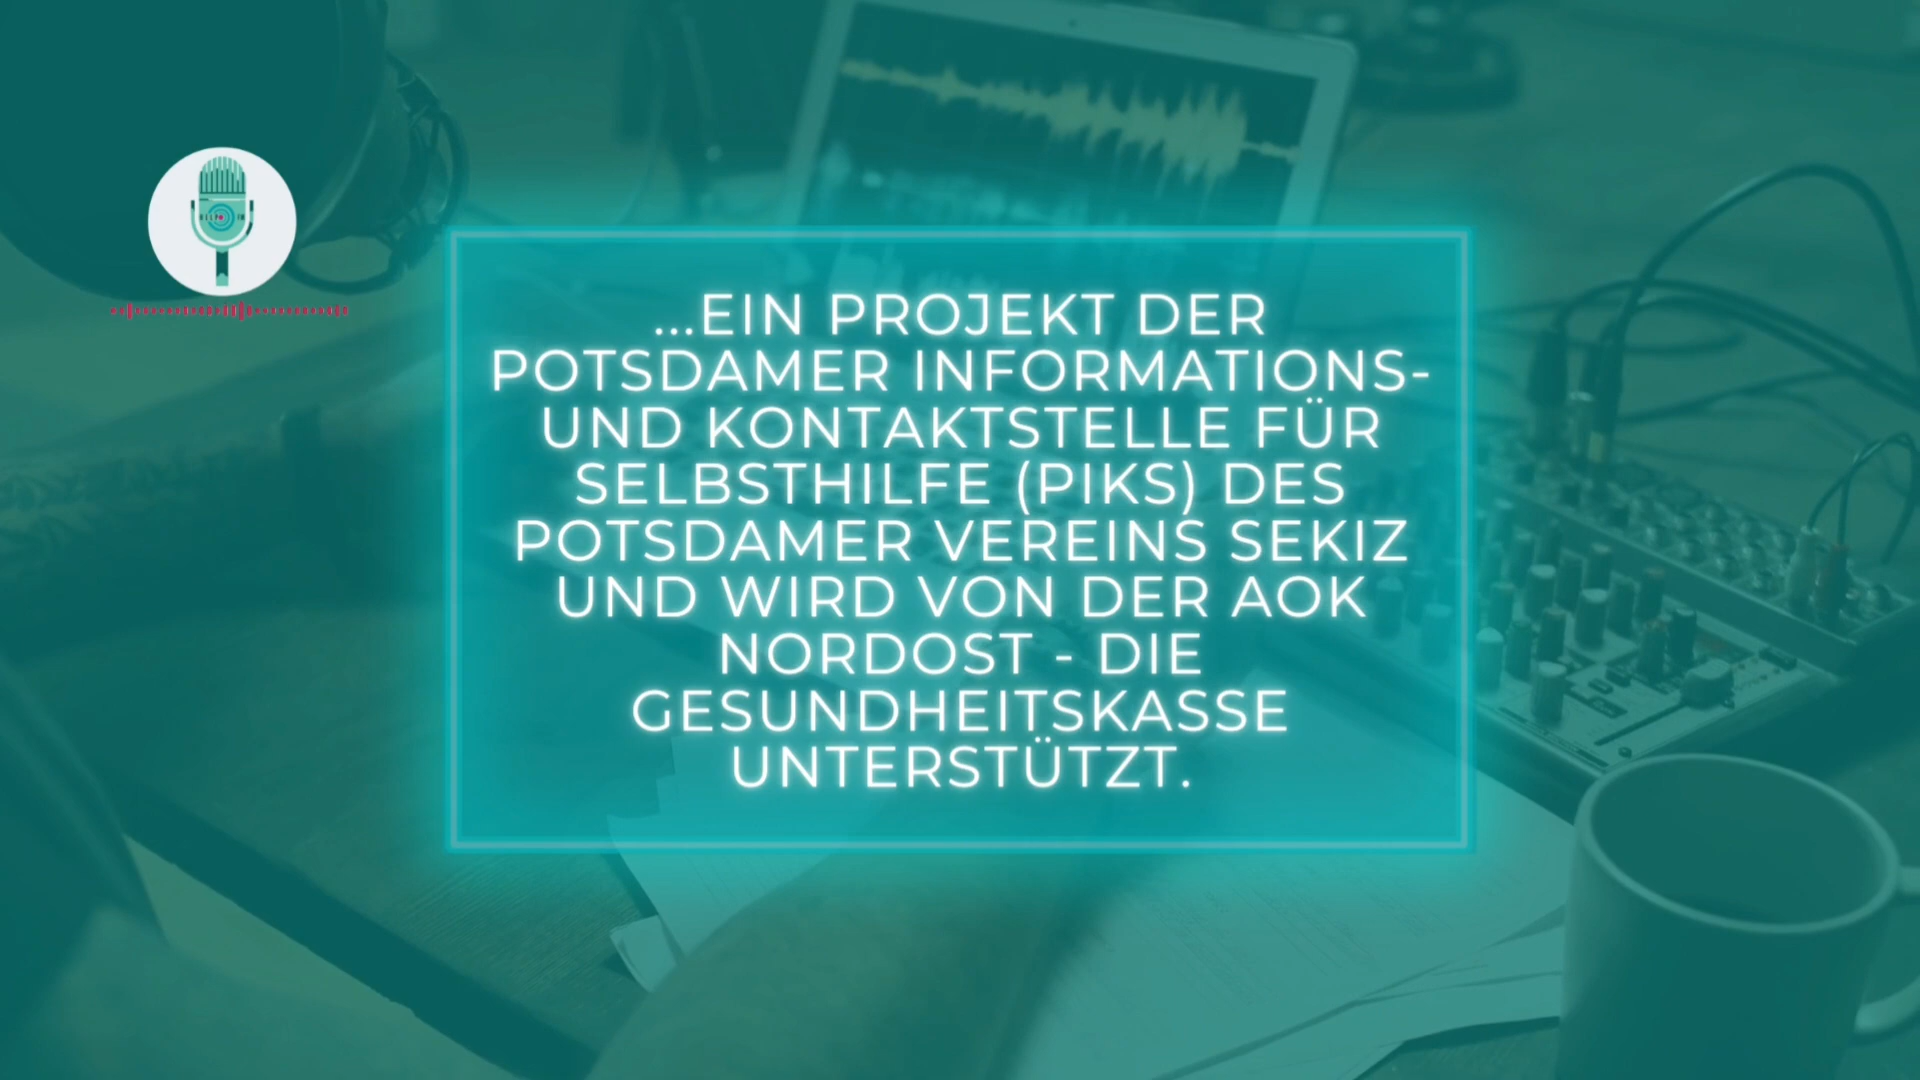 ...EIN PROJEKT DER
POTSDAMER INFORMATIONS-
UND KONTAKTSTELLE FÜR
SELBSTHILFE (PIKS) DES
POTSDAMER VEREINS SEKIZ
UND WIRD VON DER AOK
NORDOST - DIE
GESUNDHEITSKASSE
UNTERSTÜTZT.